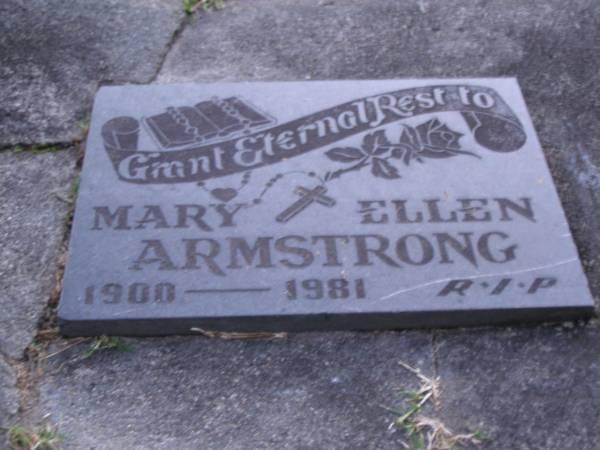 Grant Eternal Rest to
MARY ELLEN
ARMSTRONG
1900 — 1981 R·I·P